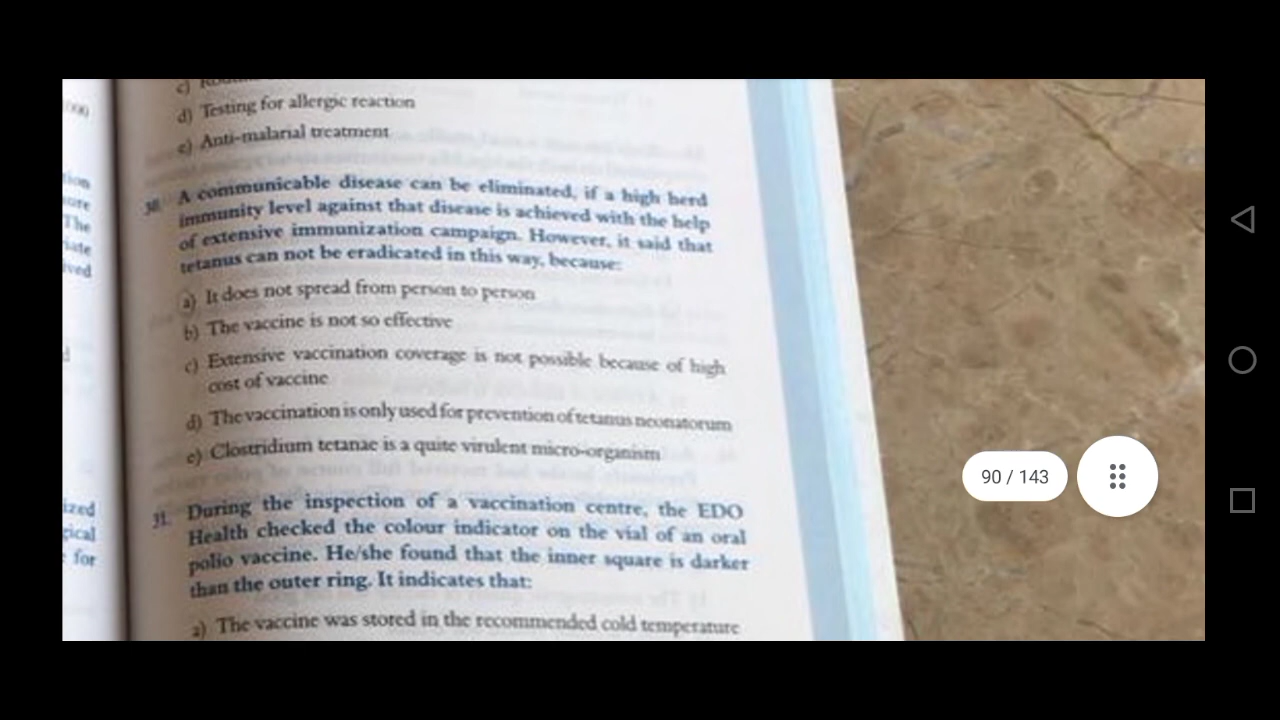 000
c)
d) Testing for allergic reaction
e) Anti-malarial treatment
tion
The
ived
30. A communicable disease can be eliminated, if a high herd
immunity level against that disease is achieved with the help
of extensive immunization campaign. However, it said that
tetanus can not be eradicated in this way, because:
a) It does not spread from person to person
b) The vaccine is not so effective
c) Extensive vaccination coverage is not possible because of high
cost of vaccine
d) The vaccination is only used for prevention of tetanus neonatorum
e) Clostridium tetanae is a quite virulent micro-organism
90 / 143
ized
gical
for
31. During the inspection of a vaccination centre, the EDO
Health checked the colour indicator on the vial of an oral
polio vaccine. He/she found that the inner square is darker
than the outer ring. It indicates that:
a) The vaccine was stored in the recommended cold temperature